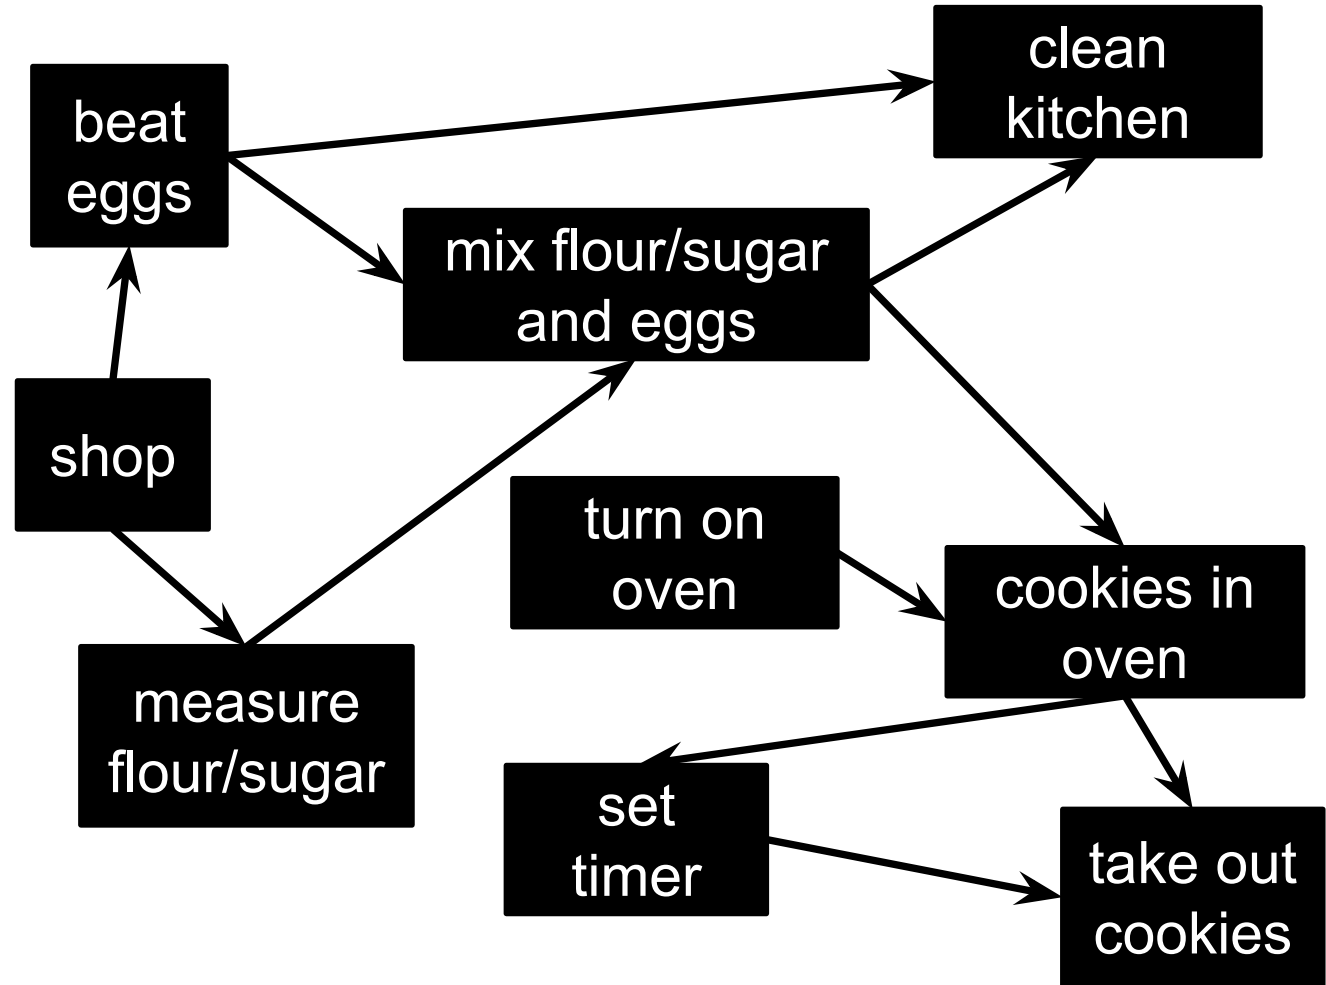 clean
kitchen
beat
eggs
mix flour/sugar
and eggs
shop
turn on
oven
cookies in
oven
measure
flour/sugar
set
timer
take out
cookies